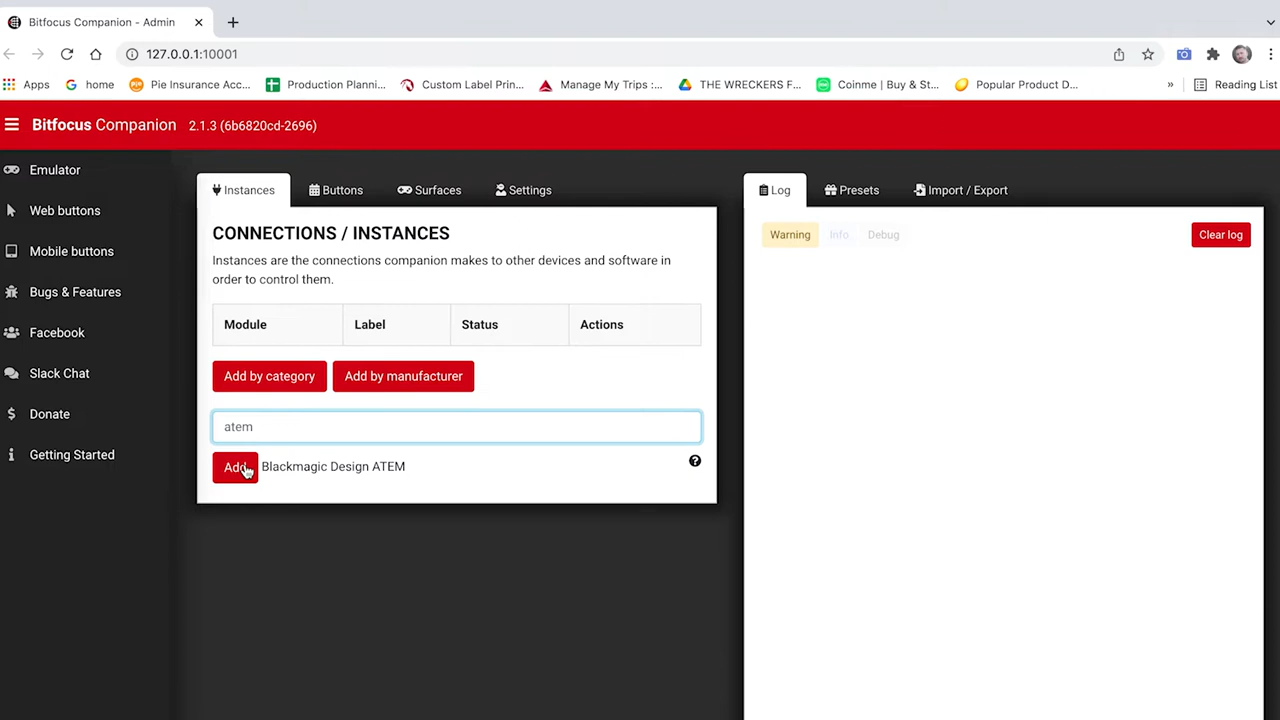 Bitfocus Companion - Admin
127.0.0.1:10001
Apps
home
Pie Insurance Acc...
Production Planni...
Custom Label Prin...
Manage My Trips :...
THE WRECKERS F...
Coinme | Buy & St...
Popular Product D...
»
Reading List
Bitfocus Companion 2.1.3 (6b6820cd-2696)
Emulator
Web buttons
Mobile buttons
Bugs & Features
Facebook
Slack Chat
Donate
Getting Started
Instances
Buttons
Surfaces
Settings
CONNECTIONS / INSTANCES
Instances are the connections companion makes to other devices and software in
order to control them.
Module
Label
Status
Actions
Add by category
Add by manufacturer
atem
Add
Blackmagic Design ATEM
Log
Presets
Import / Export
Warning
Info
Debug
Clear log